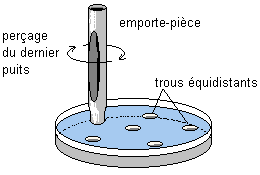 emporte-pièce
perçage
du dernier
puits
trous équidistants